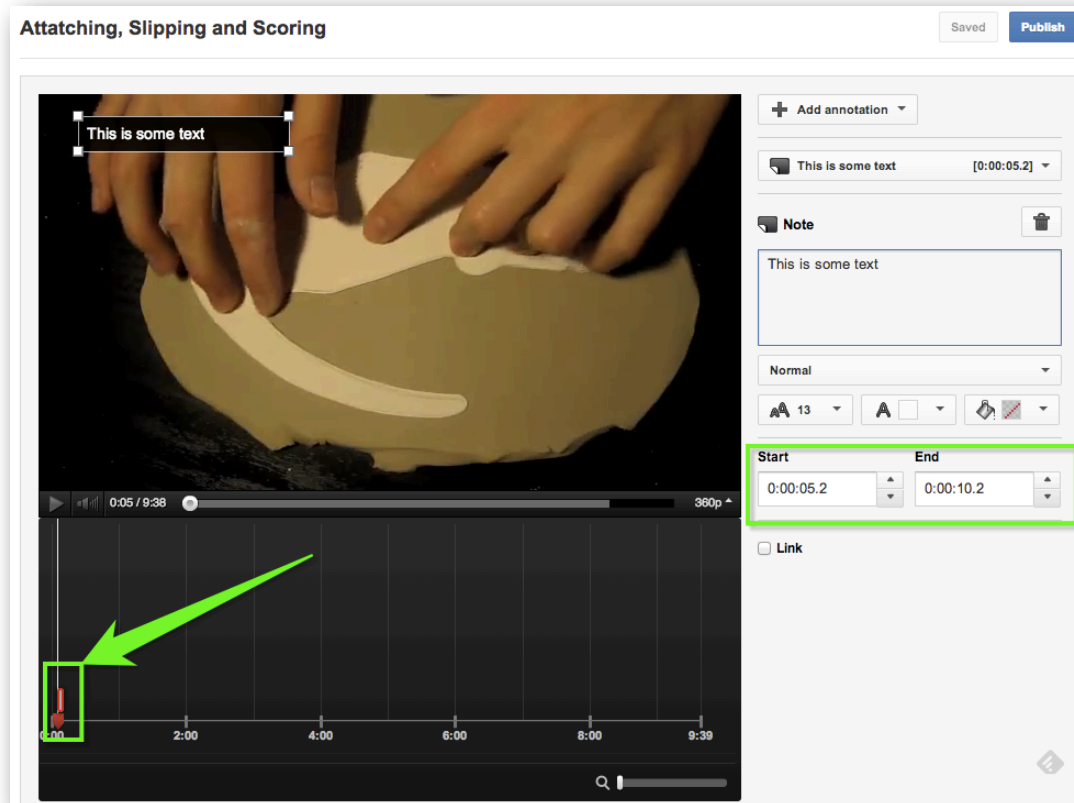 Attatching, Slipping and Scoring
Saved
Publish
This is some text
Add annotation
This is some text [0:00:05.2]
Note
This is some text
Normal
13
A
Start End
0:00:05.2 0:00:10.2
Link
0:05 / 9:38 360p
0:00 2:00 4:00 6:00 8:00 9:39